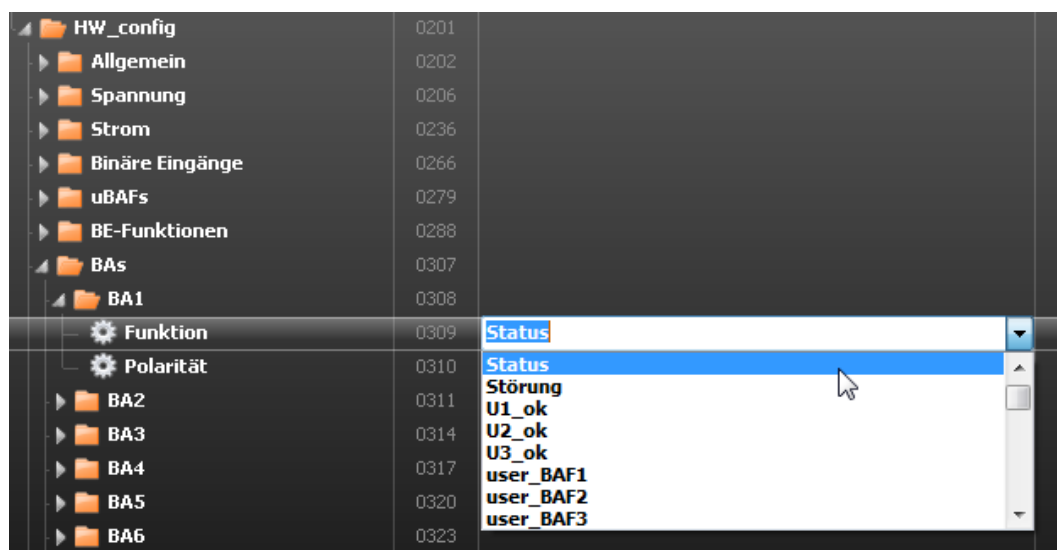 HW_config 0201
Allgemein 0202
Spannung 0206
Strom 0236
Binäre Eingänge 0266
uBAFs 0279
BE-Funktionen 0288
BAs 0307
BA1 0308
Funktion 0309 Status
Polarität 0310 Status
Störung
BA2 0311 U1_ok
BA3 0314 U2_ok
U3_ok
BA4 0317 user_BAF1
BA5 0320 user_BAF2
user_BAF3
BA6 0323